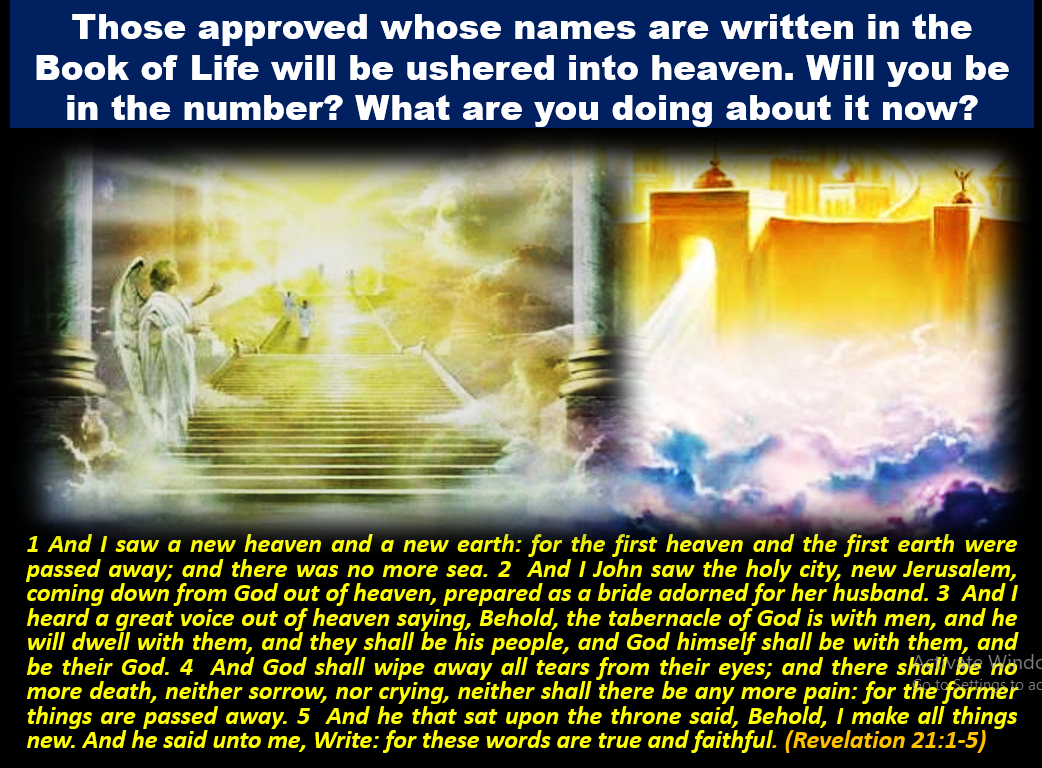 Those approved whose names are written in the
Book of Life will be ushered into heaven. Will you be
in the number? What are you doing about it now?
1 And I saw a new heaven and a new earth: for the first heaven and the first earth were
passed away; and there was no more sea. 2 And I John saw the holy city, new Jerusalem,
coming down from God out of heaven, prepared as a bride adorned for her husband. 3 And I
heard a great voice out of heaven saying, Behold, the tabernacle of God is with men, and he
will dwell with them, and they shall be his people, and God himself shall be with them, and
be their God. 4 And God shall wipe away all tears from their eyes; and there shall be no
more death, neither sorrow, nor crying, neither shall there be any more pain: for the former
things are passed away. 5 And he that sat upon the throne said, Behold, I make all things
new. And he said unto me, Write: for these words are true and faithful. (Revelation 21:1-5)
Activate Windo
Go to Settings to ac